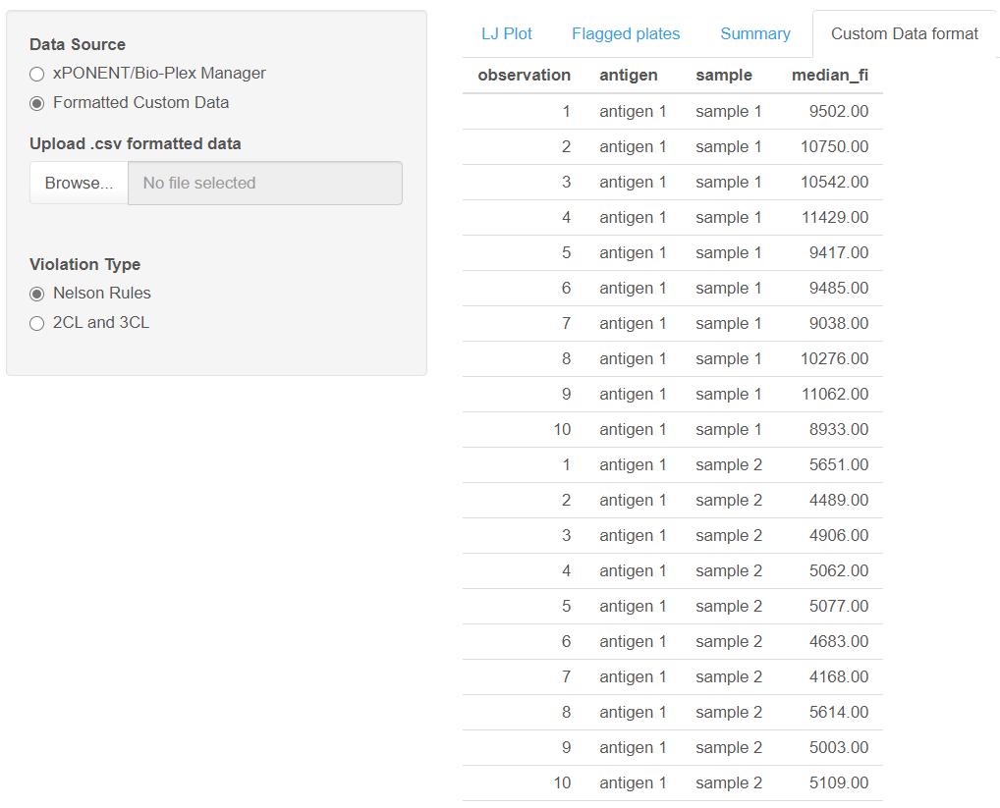 Data Source
xPONENT/Bio-Plex Manager
Formatted Custom Data
Upload .csv formatted data
Browse... No file selected
Violation Type
Nelson Rules
2CL and 3CL
LJ Plot Flagged plates Summary Custom Data format
observation antigen sample median_fi
1 antigen 1 sample 1 9502.00
2 antigen 1 sample 1 10750.00
3 antigen 1 sample 1 10542.00
4 antigen 1 sample 1 11429.00
5 antigen 1 sample 1 9417.00
6 antigen 1 sample 1 9485.00
7 antigen 1 sample 1 9038.00
8 antigen 1 sample 1 10276.00
9 antigen 1 sample 1 11062.00
10 antigen 1 sample 1 8933.00
1 antigen 1 sample 2 5651.00
2 antigen 1 sample 2 4489.00
3 antigen 1 sample 2 4906.00
4 antigen 1 sample 2 5062.00
5 antigen 1 sample 2 5077.00
6 antigen 1 sample 2 4683.00
7 antigen 1 sample 2 4168.00
8 antigen 1 sample 2 5614.00
9 antigen 1 sample 2 5003.00
10 antigen 1 sample 2 5109.00